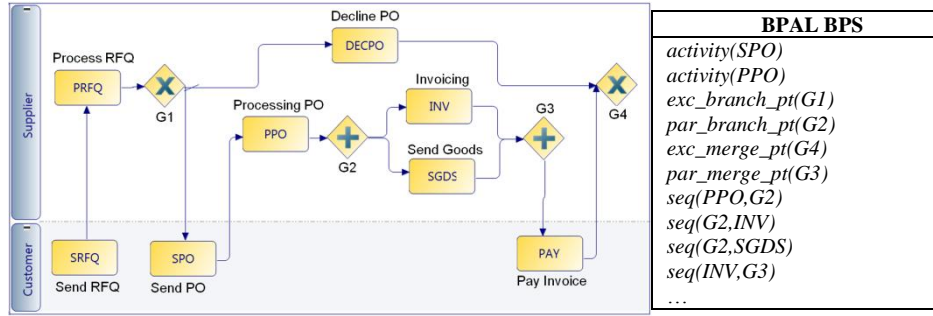 Supplier
Customer
Process RFQ
PRFQ
G1
Decline PO
DECPO
Processing PO
PPO
G2
Invoicing
INV
Send Goods
SGDS
G3
G4
SRFQ
Send RFQ
SPO
Send PO
PAY
Pay Invoice
BPAL BPS
activity(SPO)
activity(PPO)
exc_branch_pt(G1)
par_branch_pt(G2)
exc_merge_pt(G4)
par_merge_pt(G3)
seq(PPO,G2)
seq(G2,INV)
seq(G2,SGDS)
seq(INV,G3)
…